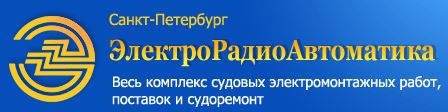 Санкт-Петербург
ЭлектроРадиоАвтоматика
Весь комплекс судовых электромонтажных работ,
поставок и судоремонт